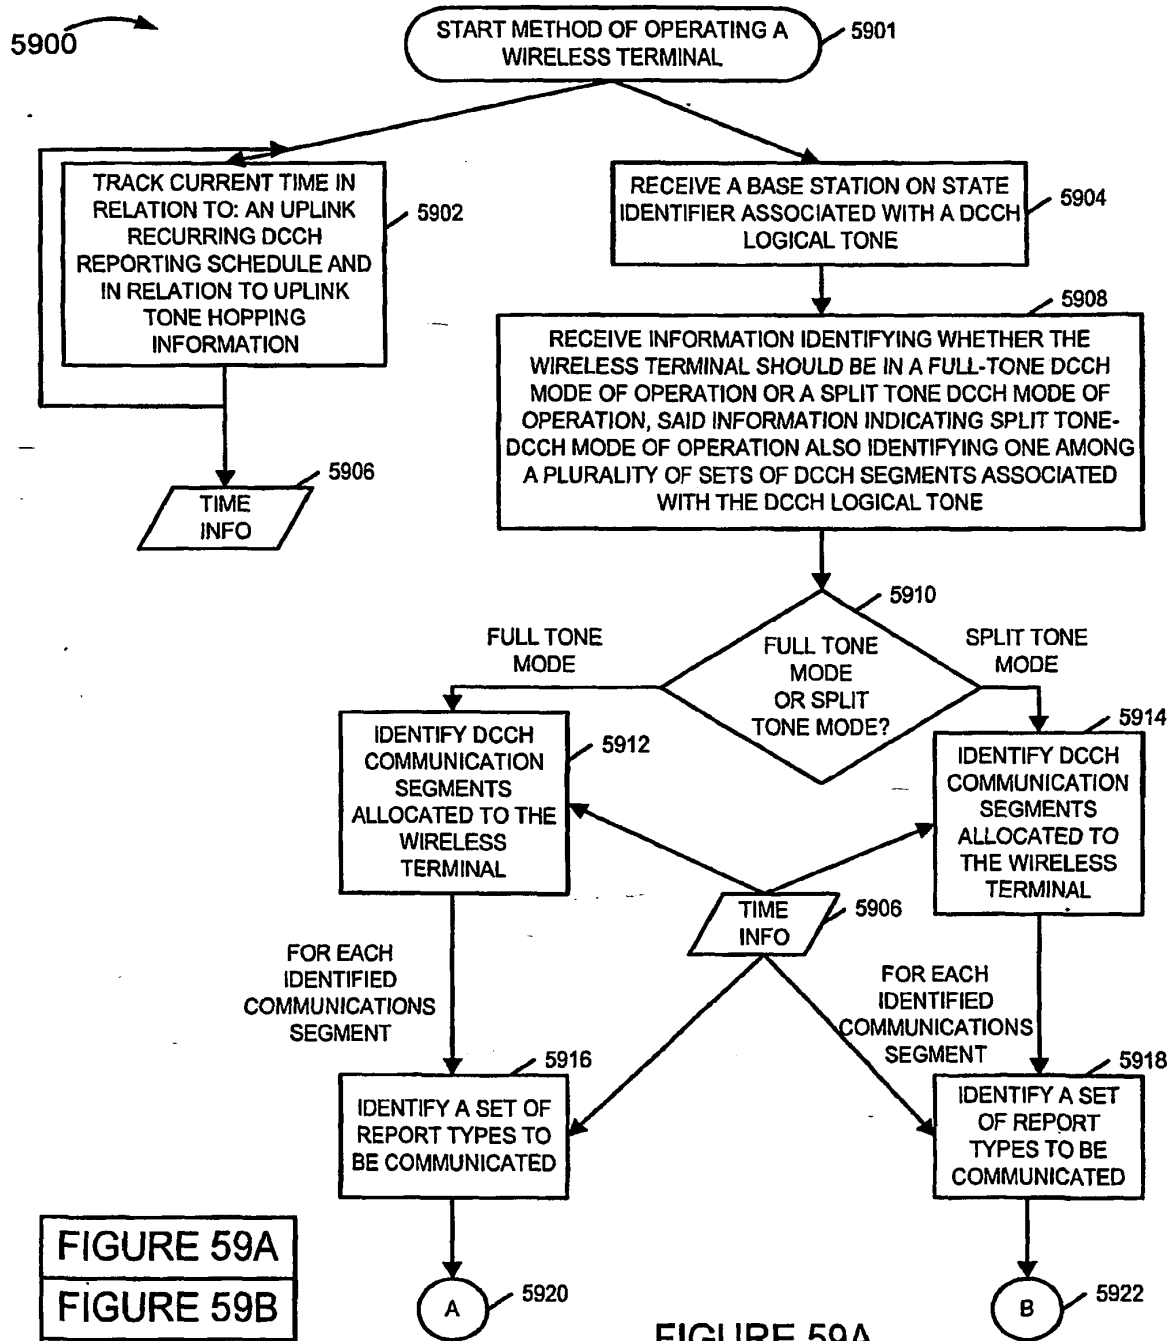 5900
START METHOD OF OPERATING A
WIRELESS TERMINAL
5901
TRACK CURRENT TIME IN
RELATION TO: AN UPLINK
RECURRING DCCH
REPORTING SCHEDULE AND
IN RELATION TO UPLINK
TONE HOPPING
INFORMATION
5902
RECEIVE A BASE STATION ON STATE
IDENTIFIER ASSOCIATED WITH A DCCH
LOGICAL TONE
5904
TIME
INFO
5906
5908
RECEIVE INFORMATION IDENTIFYING WHETHER THE
WIRELESS TERMINAL SHOULD BE IN A FULL-TONE DCCH
MODE OF OPERATION OR A SPLIT TONE DCCH MODE OF
OPERATION, SAID INFORMATION INDICATING SPLIT TONE-
DCCH MODE OF OPERATION ALSO IDENTIFYING ONE AMONG
A PLURALITY OF SETS OF DCCH SEGMENTS ASSOCIATED
WITH THE DCCH LOGICAL TONE
5910
FULL TONE
MODE
OR SPLIT
TONE MODE?
FULL TONE
MODE
SPLIT TONE
MODE
IDENTIFY DCCH
COMMUNICATION
SEGMENTS
ALLOCATED TO THE
WIRELESS
TERMINAL
5912
5914
IDENTIFY DCCH
COMMUNICATION
SEGMENTS
ALLOCATED TO
THE WIRELESS
TERMINAL
TIME
INFO
5906
FOR EACH
IDENTIFIED
COMMUNICATIONS
SEGMENT
FOR EACH
IDENTIFIED
COMMUNICATIONS
SEGMENT
5916
IDENTIFY A SET OF
REPORT TYPES TO
BE COMMUNICATED
5918
IDENTIFY A SET
OF REPORT
TYPES TO BE
COMMUNICATED
FIGURE 59A
FIGURE 59B
A
5920
B
5922
FIGURE 59A